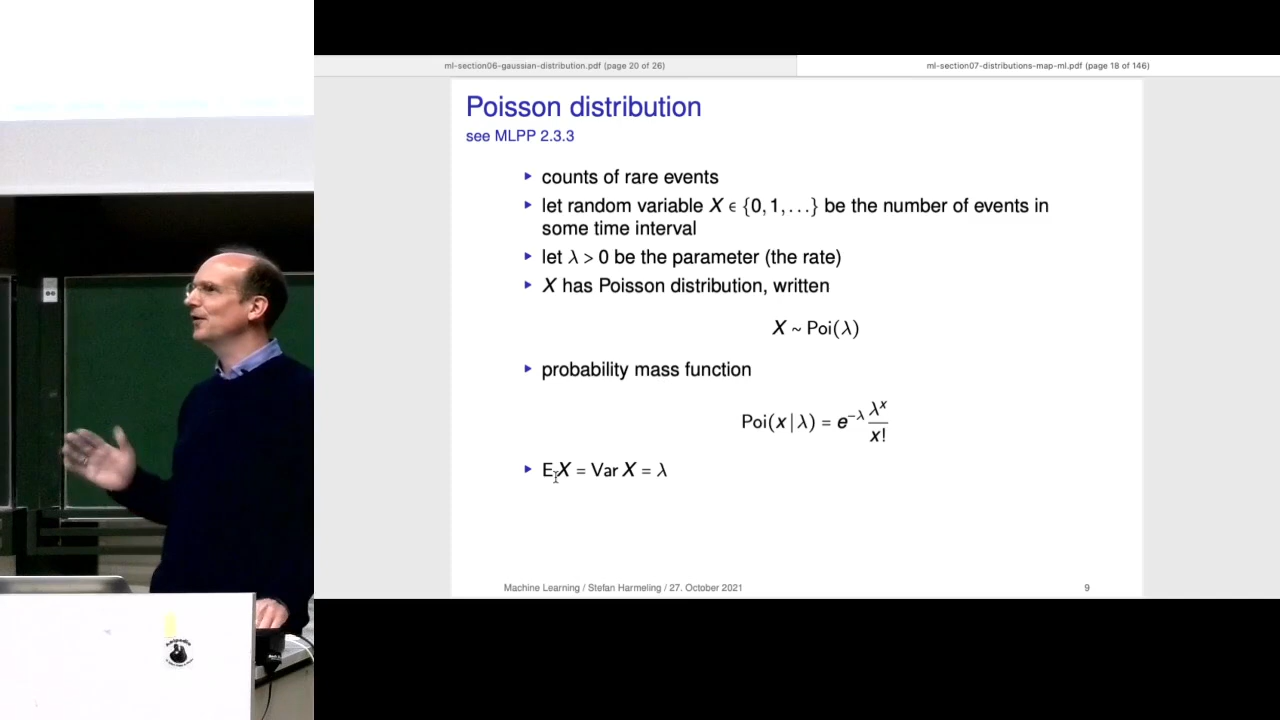 ml-section06-gaussian-distribution.pdf (page 20 of 26)
ml-section07-distributions-map-ml.pdf (page 18 of 146)
Poisson distribution
see MLPP 2.3.3
counts of rare events
let random variable X ∈ {0, 1, . . .} be the number of events in
some time interval
let λ > 0 be the parameter (the rate)
X has Poisson distribution, written
X ~ Poi(λ)
probability mass function
Poi(x | λ) = e^{−λ} λ^x / x!
E X = Var X = λ
Machine Learning / Stefan Harmeling / 27. October 2021
9